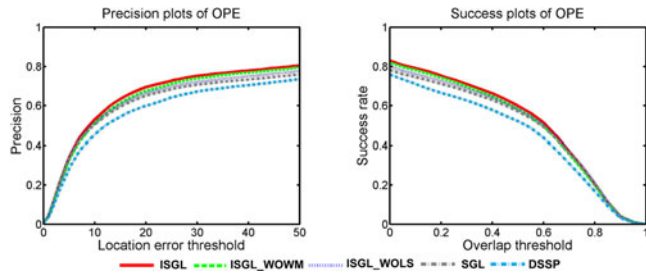 Precision plots of OPE
Success plots of OPE
Precision
1
0.8
0.6
0.4
0.2
0
0 10 20 30 40 50
Location error threshold
Success rate
1
0.8
0.6
0.4
0.2
0
0 0.2 0.4 0.6 0.8 1
Overlap threshold
ISGL ISGL_WOWM ISGL_WOLS SGL DSSP